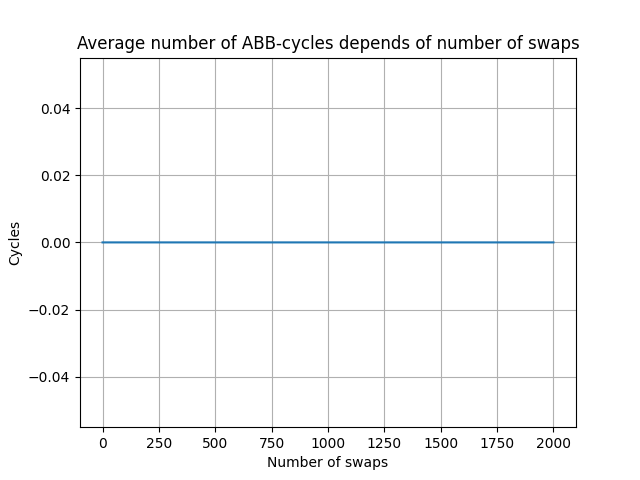 Average number of ABB-cycles depends of number of swaps
0.04
0.02
0.00
−0.02
−0.04
Cycles
0 250 500 750 1000 1250 1500 1750 2000
Number of swaps